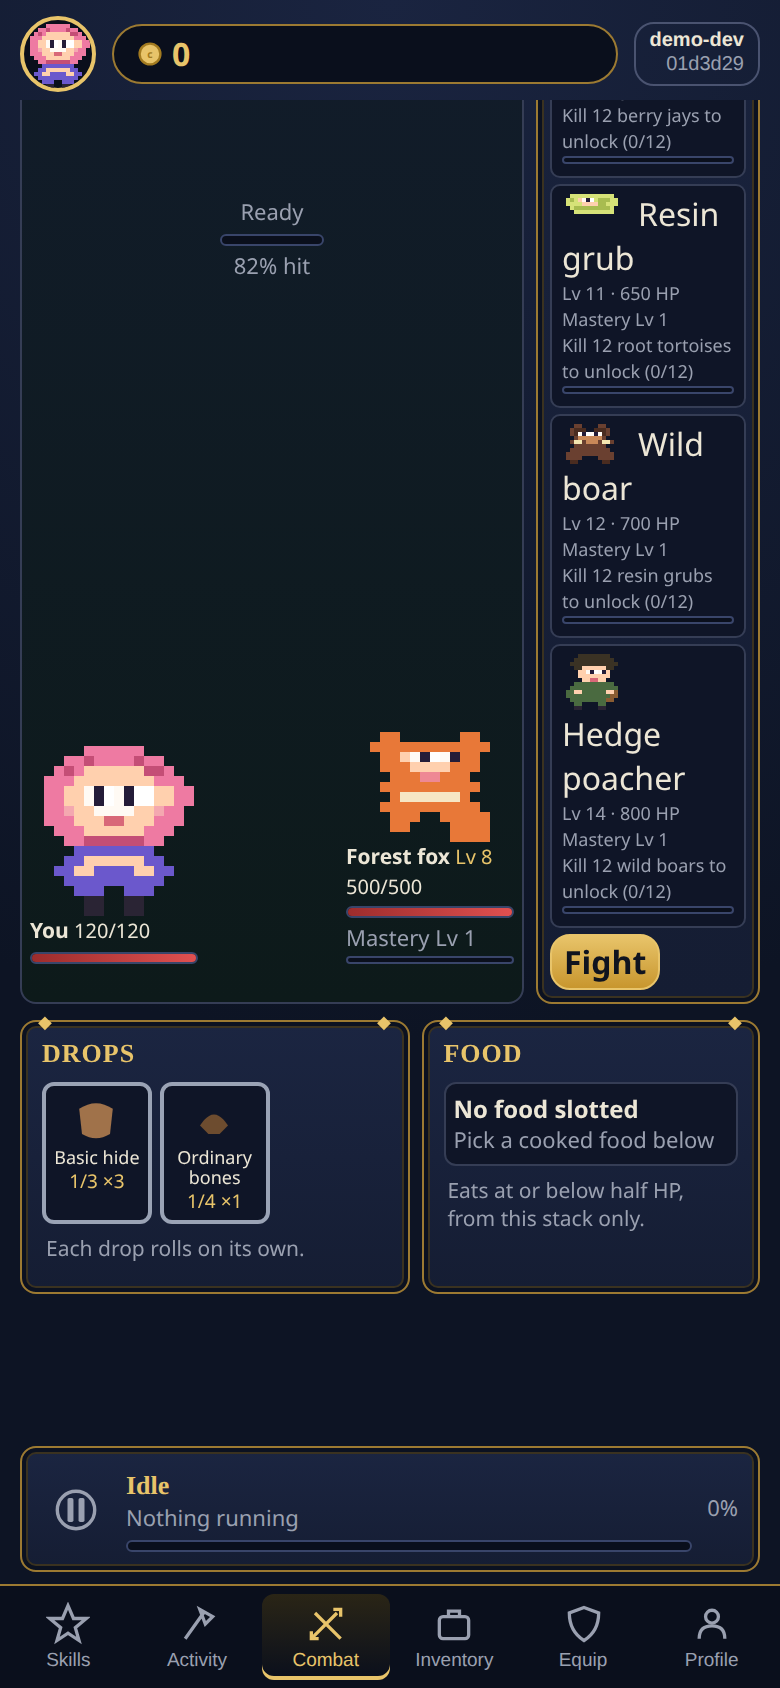 0
demo-dev
01d3d29
Ready
82% hit
You 120/120
Forest fox Lv 8
500/500
Mastery Lv 1
Kill 12 berry jays to
unlock (0/12)
Resin
grub
Lv 11 · 650 HP
Mastery Lv 1
Kill 12 root tortoises
to unlock (0/12)
Wild
boar
Lv 12 · 700 HP
Mastery Lv 1
Kill 12 resin grubs
to unlock (0/12)
Hedge
poacher
Lv 14 · 800 HP
Mastery Lv 1
Kill 12 wild boars to
unlock (0/12)
Fight
DROPS
Basic hide
1/3 ×3
Ordinary
bones
1/4 ×1
Each drop rolls on its own.
FOOD
No food slotted
Pick a cooked food below
Eats at or below half HP,
from this stack only.
Idle
Nothing running
0%
Skills
Activity
Combat
Inventory
Equip
Profile